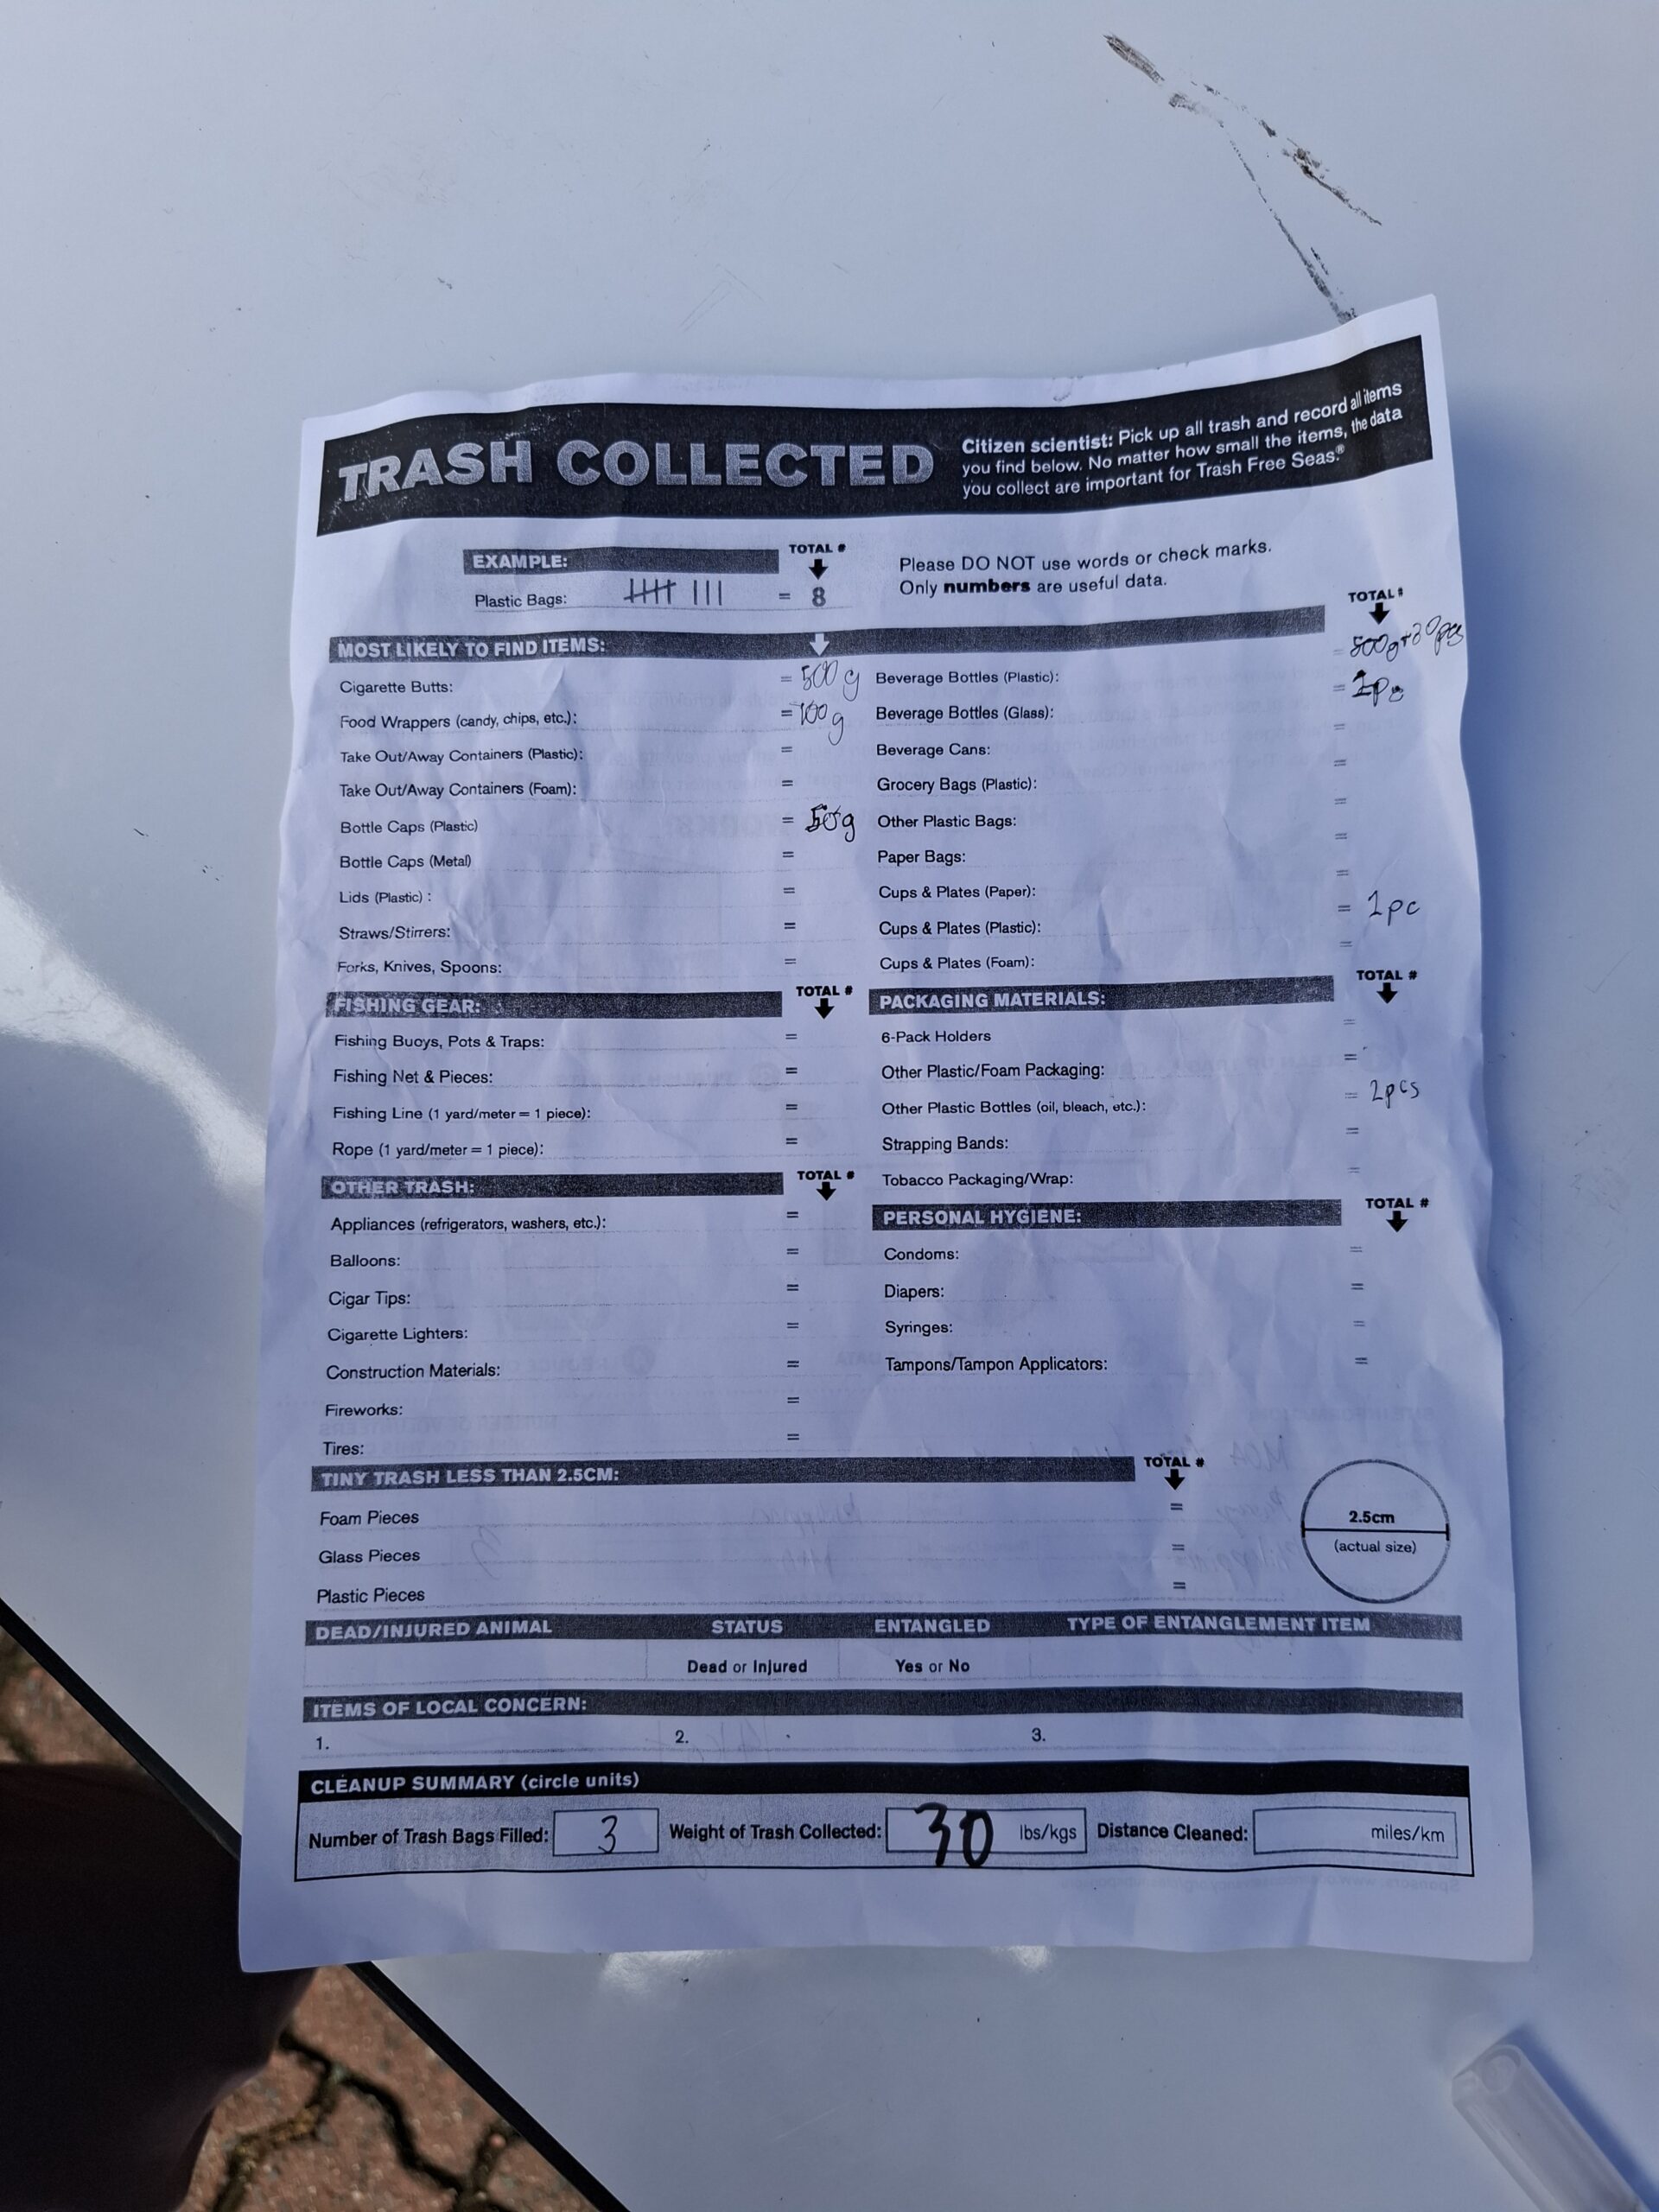 TRASH COLLECTED
Citizen scientist: Pick up all trash and record all items
you find below. No matter how small the items, the data
you collect are important for Trash Free Seas.®
EXAMPLE:
TOTAL #
Plastic Bags: = 8
Please DO NOT use words or check marks.
Only numbers are useful data.
TOTAL #
MOST LIKELY TO FIND ITEMS:
Cigarette Butts: = 500 g
Food Wrappers (candy, chips, etc.): = 100 g
Take Out/Away Containers (Plastic): =
Take Out/Away Containers (Foam): =
Bottle Caps (Plastic) = 50g
Bottle Caps (Metal) =
Lids (Plastic) : =
Straws/Stirrers: =
Forks, Knives, Spoons: =
Beverage Bottles (Plastic): =
Beverage Bottles (Glass): = 1pc
Beverage Cans: =
Grocery Bags (Plastic): =
Other Plastic Bags: =
Paper Bags: =
Cups & Plates (Paper): =
Cups & Plates (Plastic): = 1pc
Cups & Plates (Foam): =
FISHING GEAR:
TOTAL #
Fishing Buoys, Pots & Traps: =
Fishing Net & Pieces: =
Fishing Line (1 yard/meter = 1 piece): =
Rope (1 yard/meter = 1 piece): =
PACKAGING MATERIALS:
TOTAL #
6-Pack Holders =
Other Plastic/Foam Packaging: =
Other Plastic Bottles (oil, bleach, etc.): = 2pcs
Strapping Bands: =
Tobacco Packaging/Wrap: =
OTHER TRASH:
TOTAL #
Appliances (refrigerators, washers, etc.): =
Balloons: =
Cigar Tips: =
Cigarette Lighters: =
Construction Materials: =
Fireworks: =
Tires: =
PERSONAL HYGIENE:
TOTAL #
Condoms: =
Diapers: =
Syringes: =
Tampons/Tampon Applicators: =
TINY TRASH LESS THAN 2.5CM:
TOTAL #
Foam Pieces =
Glass Pieces =
Plastic Pieces =
2.5cm
(actual size)
DEAD/INJURED ANIMAL STATUS ENTANGLED TYPE OF ENTANGLEMENT ITEM
Dead or Injured Yes or No
ITEMS OF LOCAL CONCERN:
1. 2. 3.
CLEANUP SUMMARY (circle units)
Number of Trash Bags Filled: 3 Weight of Trash Collected: 30 lbs/kgs Distance Cleaned: miles/km